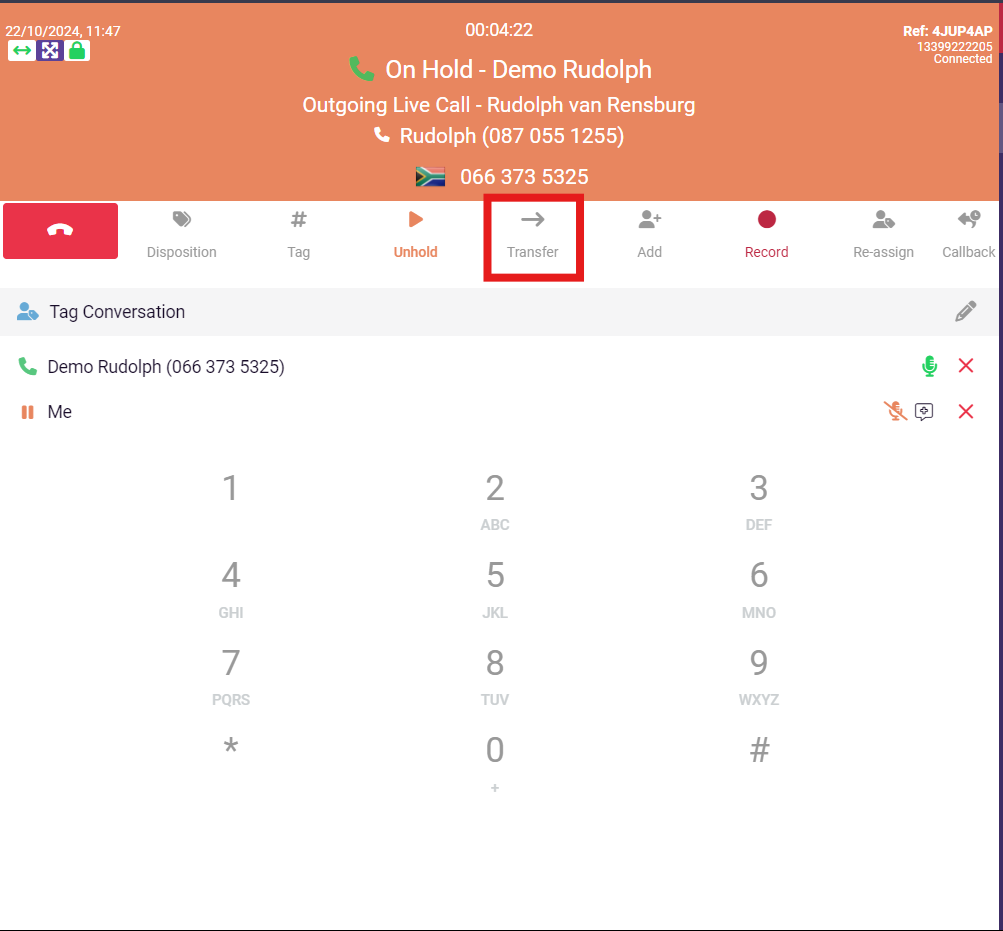 22/10/2024, 11:47
00:04:22
Ref: 4JUP4AP
13399222205
Connected
On Hold - Demo Rudolph
Outgoing Live Call - Rudolph van Rensburg
Rudolph (087 055 1255)
066 373 5325
Disposition
# Tag
Unhold
Transfer
Add
Record
Re-assign
Callback
Tag Conversation
Demo Rudolph (066 373 5325)
Me
1 2 3
ABC DEF
4 5 6
GHI JKL MNO
7 8 9
PQRS TUV WXYZ
* 0 #
+